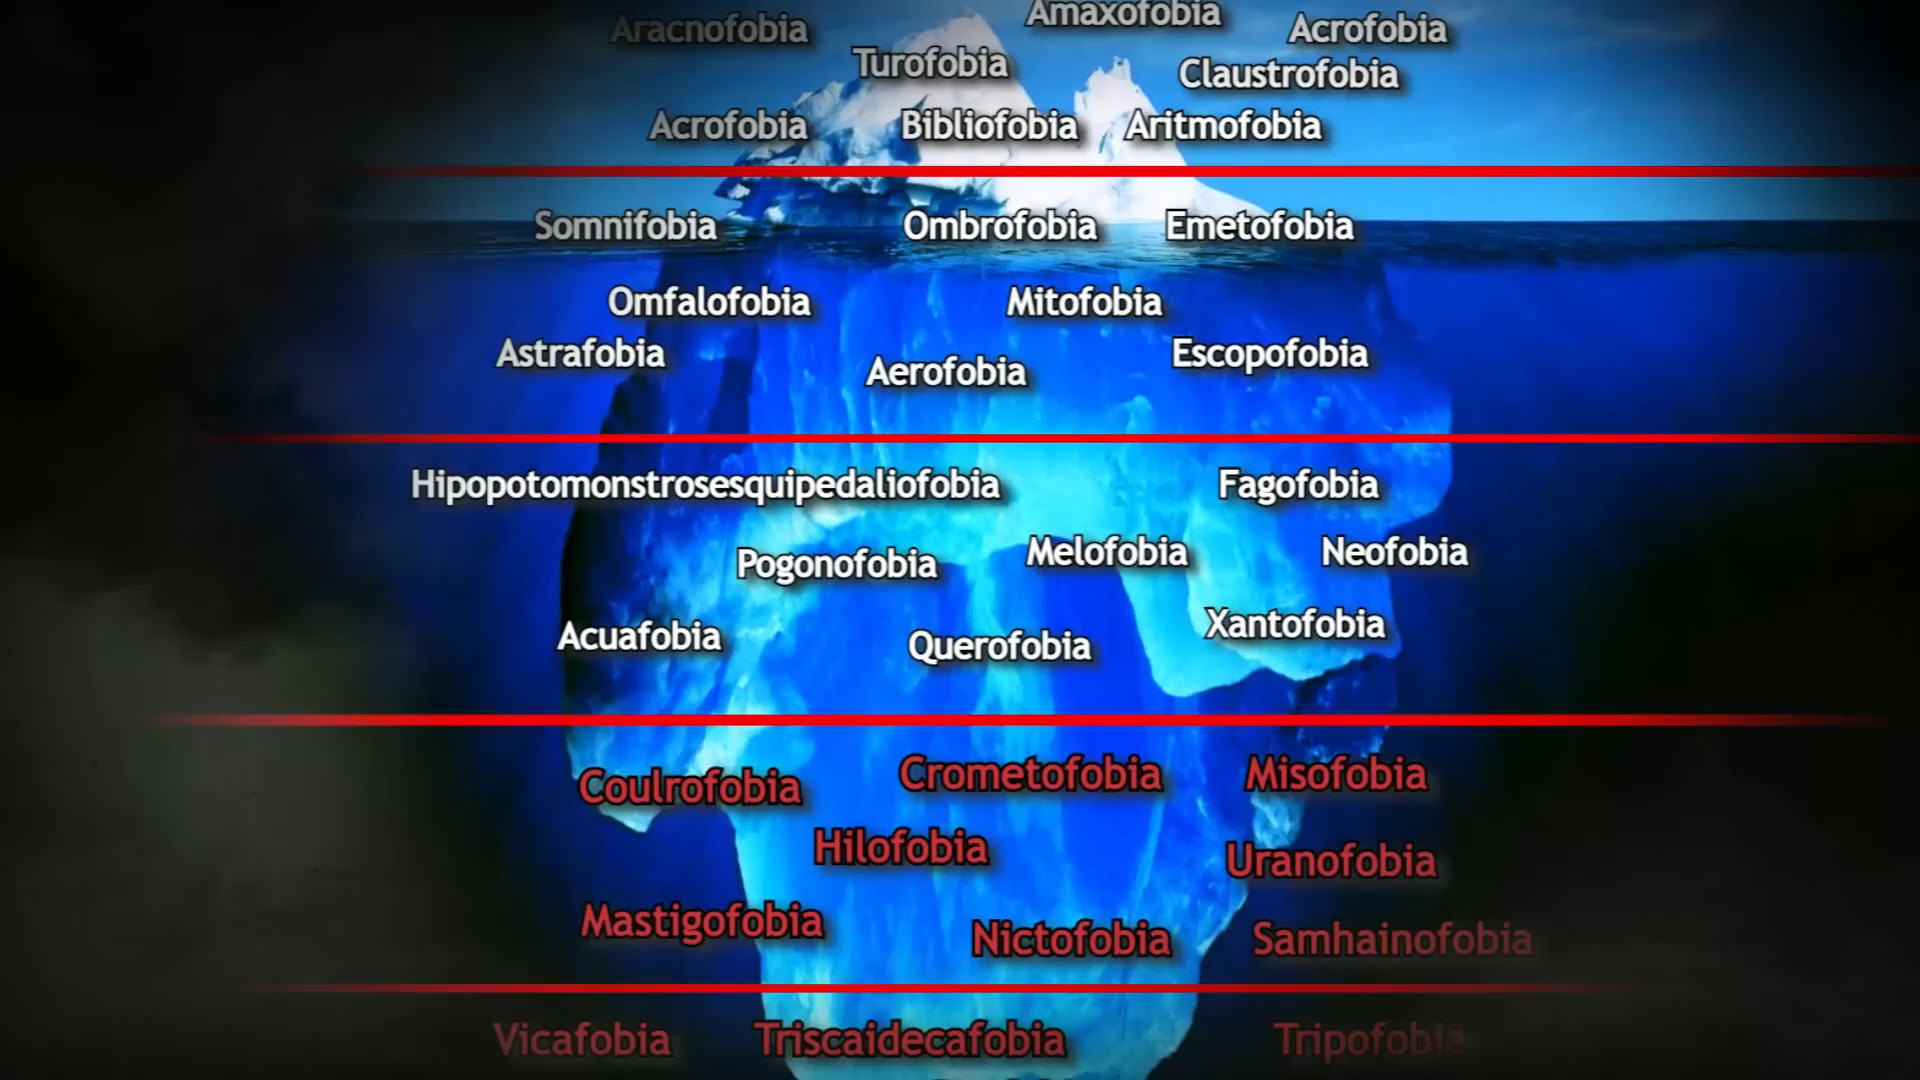 Aracnofobia
Amaxofobia
Acrofobia
Turofobia
Claustrofobia
Acrofobia
Bibliofobia
Aritmofobia
Somnifobia
Ombrofobia
Emetofobia
Omfalofobia
Mitofobia
Astrafobia
Aerofobia
Escopofobia
Hipopotomonstrosesquipedaliofobia
Fagofobia
Pogonofobia
Melofobia
Neofobia
Acuafobia
Querofobia
Xantofobia
Coulrofobia
Crometofobia
Misofobia
Hilofobia
Uranofobia
Mastigofobia
Nictofobia
Samhainofobia
Vicafobia
Triscaidecafobia
Tripofobia